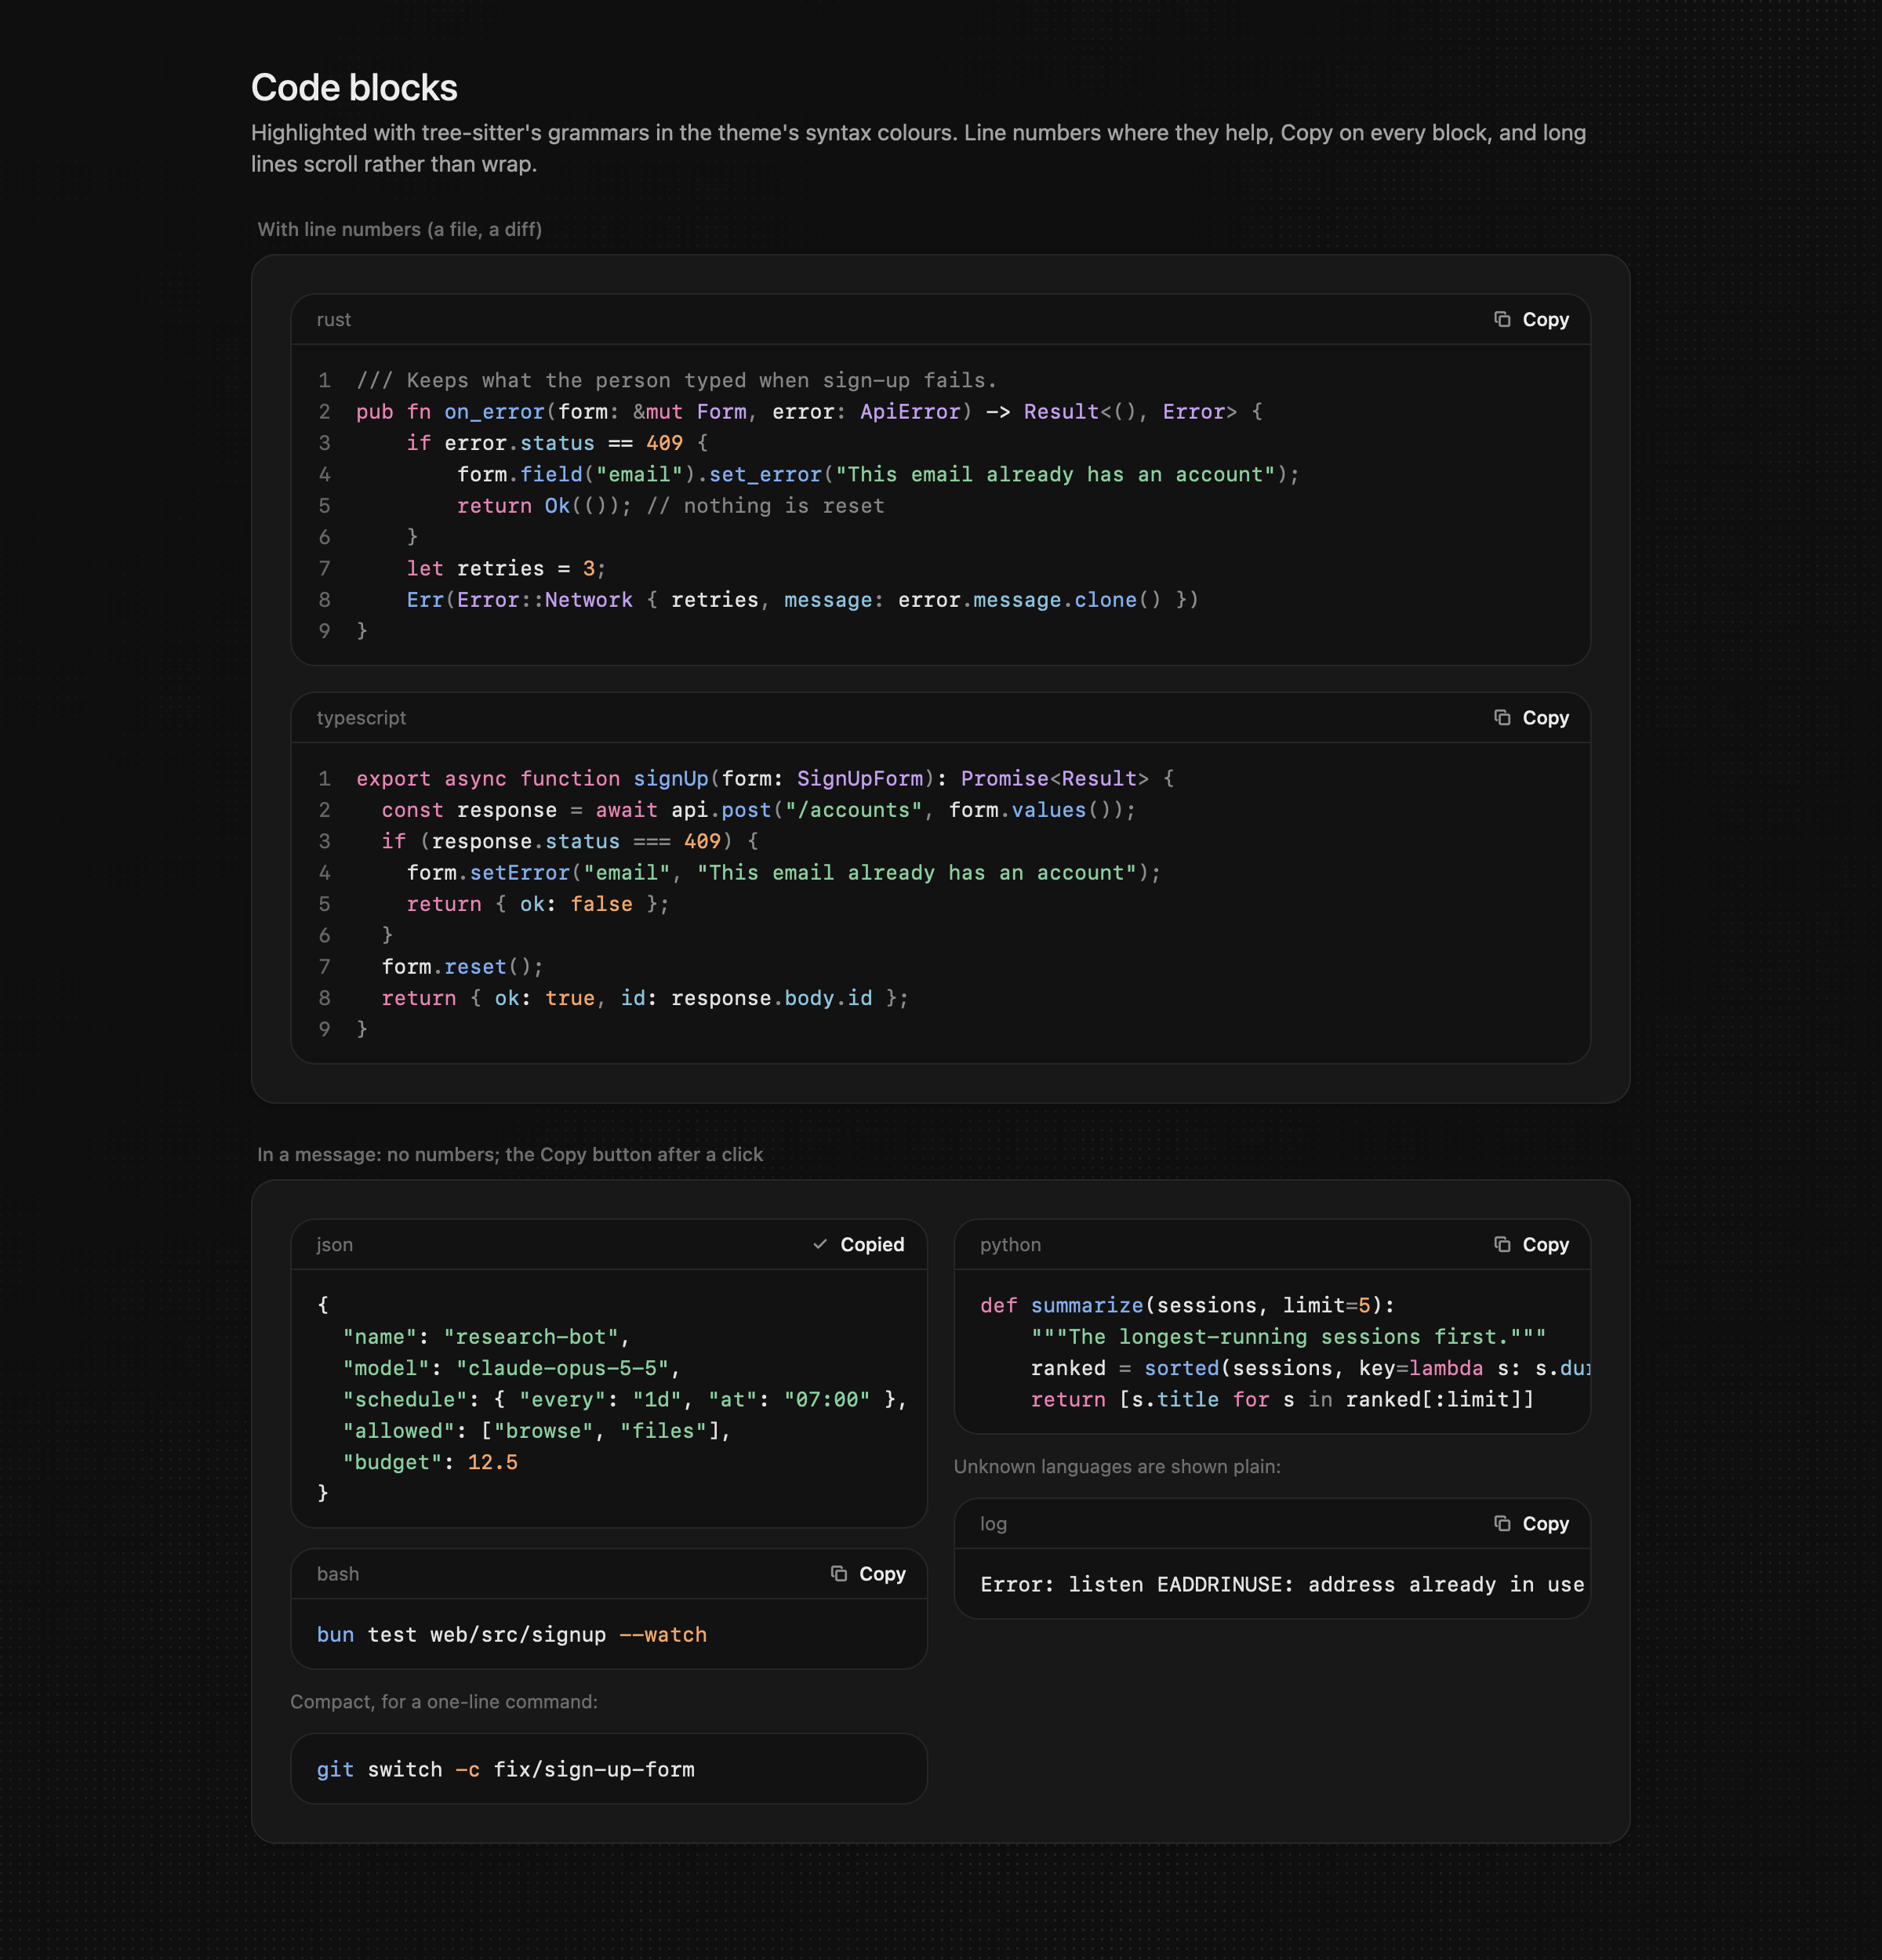 Code blocks
Highlighted with tree-sitter's grammars in the theme's syntax colours. Line numbers where they help, Copy on every block, and long
lines scroll rather than wrap.
With line numbers (a file, a diff)
rust Copy
1 /// Keeps what the person typed when sign-up fails.
2 pub fn on_error(form: &mut Form, error: ApiError) -> Result<(), Error> {
3     if error.status == 409 {
4         form.field("email").set_error("This email already has an account");
5         return Ok(()); // nothing is reset
6     }
7     let retries = 3;
8     Err(Error::Network { retries, message: error.message.clone() })
9 }
typescript Copy
1 export async function signUp(form: SignUpForm): Promise<Result> {
2   const response = await api.post("/accounts", form.values());
3   if (response.status === 409) {
4     form.setError("email", "This email already has an account");
5     return { ok: false };
6   }
7   form.reset();
8   return { ok: true, id: response.body.id };
9 }
In a message: no numbers; the Copy button after a click
json Copied
{
  "name": "research-bot",
  "model": "claude-opus-5-5",
  "schedule": { "every": "1d", "at": "07:00" },
  "allowed": ["browse", "files"],
  "budget": 12.5
}
bash Copy
bun test web/src/signup --watch
Compact, for a one-line command:
git switch -c fix/sign-up-form
python Copy
def summarize(sessions, limit=5):
    """The longest-running sessions first."""
    ranked = sorted(sessions, key=lambda s: s.
    return [s.title for s in ranked[:limit]]
Unknown languages are shown plain:
log Copy
Error: listen EADDRINUSE: address already in use